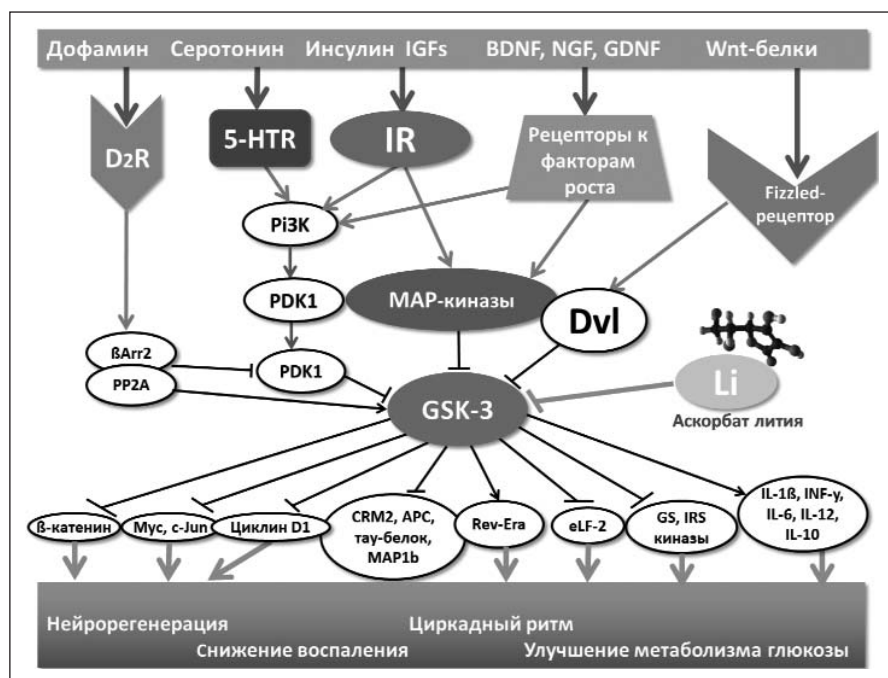 Дофамин Серотонин Инсулин IGFs BDNF, NGF, GDNF Wnt-белки
D2R
5-HTR
IR
Рецепторы к
факторам
роста
Fizzled-
рецептор
Pi3K
PDK1
MAP-киназы
Dvl
ßArr2
PP2A
PDK1
GSK-3
Li
Аскорбат лития
ß-катенин
Myc, c-Jun
Циклин D1
CRM2, APC,
тау-белок,
MAP1b
Rev-Era
eLF-2
GS, IRS
киназы
IL-1ß, INF-γ,
IL-6, IL-12,
IL-10
Нейрорегенерация
Циркадный ритм
Снижение воспаления
Улучшение метаболизма глюкозы